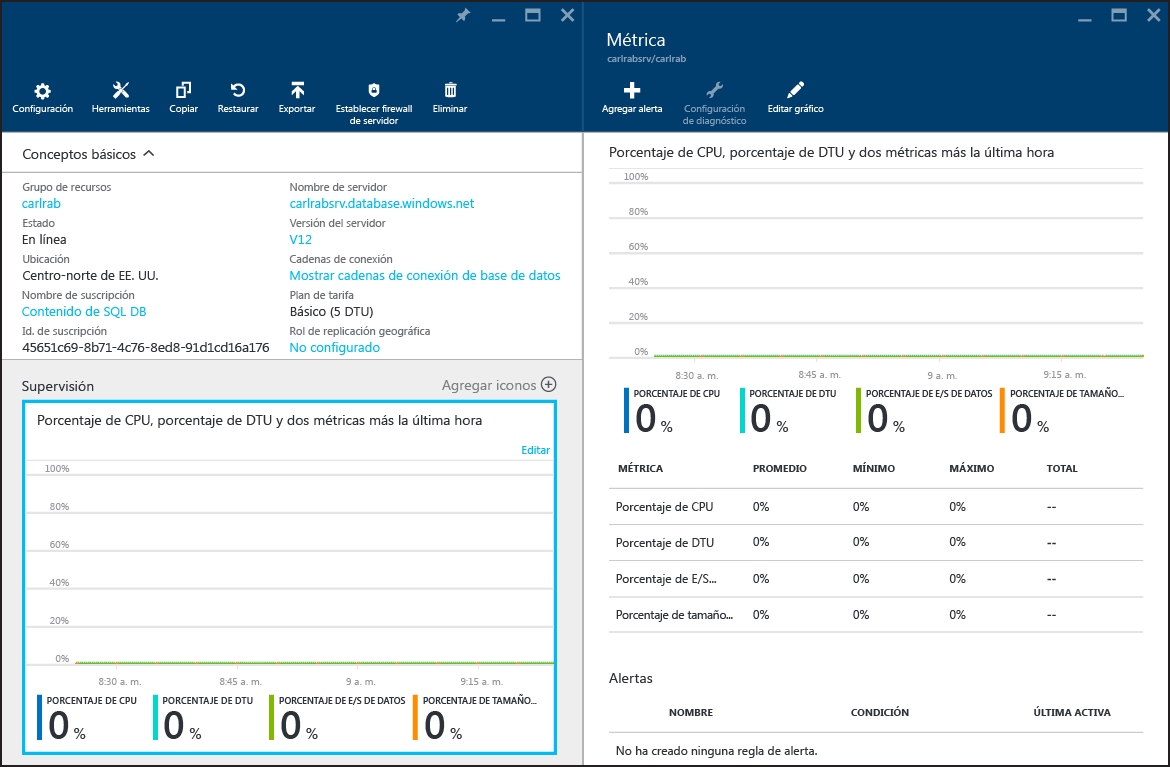 Configuración
Herramientas
Copiar
Restaurar
Exportar
Establecer firewall
de servidor
Eliminar
Conceptos básicos
Grupo de recursos
carlrab
Estado
En línea
Ubicación
Centro-norte de EE. UU.
Nombre de suscripción
Contenido de SQL DB
Id. de suscripción
45651c69-8b71-4c76-8ed8-91d1cd16a176
Nombre de servidor
carlrabsrv.database.windows.net
Versión del servidor
V12
Cadenas de conexión
Mostrar cadenas de conexión de base de datos
Plan de tarifa
Básico (5 DTU)
Rol de replicación geográfica
No configurado
Supervisión
Agregar iconos
Porcentaje de CPU, porcentaje de DTU y dos métricas más la última hora
Editar
100%
80%
60%
40%
20%
0%
8:30 a. m. 8:45 a. m. 9 a. m. 9:15 a. m.
PORCENTAJE DE CPU
0 %
PORCENTAJE DE DTU
0 %
PORCENTAJE DE E/S DE DATOS
0 %
PORCENTAJE DE TAMAÑO...
0 %
Métrica
carlrabsrv/carlrab
Agregar alerta
Configuración
de diagnóstico
Editar gráfico
Porcentaje de CPU, porcentaje de DTU y dos métricas más la última hora
100%
80%
60%
40%
20%
0%
8:30 a. m. 8:45 a. m. 9 a. m. 9:15 a. m.
PORCENTAJE DE CPU
0 %
PORCENTAJE DE DTU
0 %
PORCENTAJE DE E/S DE DATOS
0 %
PORCENTAJE DE TAMAÑO...
0 %
MÉTRICA PROMEDIO MÍNIMO MÁXIMO TOTAL
Porcentaje de CPU 0% 0% 0% --
Porcentaje de DTU 0% 0% 0% --
Porcentaje de E/S... 0% 0% 0% --
Porcentaje de tamaño... 0% 0% 0% --
Alertas
NOMBRE CONDICIÓN ÚLTIMA ACTIVA
No ha creado ninguna regla de alerta.